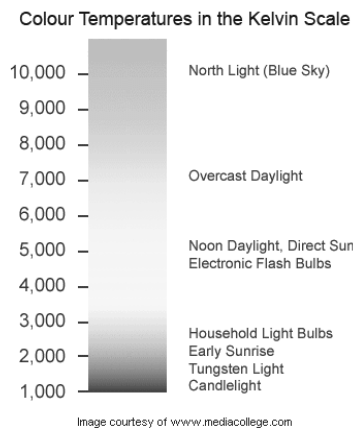 Colour Temperatures in the Kelvin Scale
10,000 North Light (Blue Sky)
9,000
8,000
7,000 Overcast Daylight
6,000
5,000 Noon Daylight, Direct Sun
Electronic Flash Bulbs
4,000
3,000
Household Light Bulbs
2,000 Early Sunrise
Tungsten Light
1,000 Candlelight
Image courtesy of www.mediacollege.com